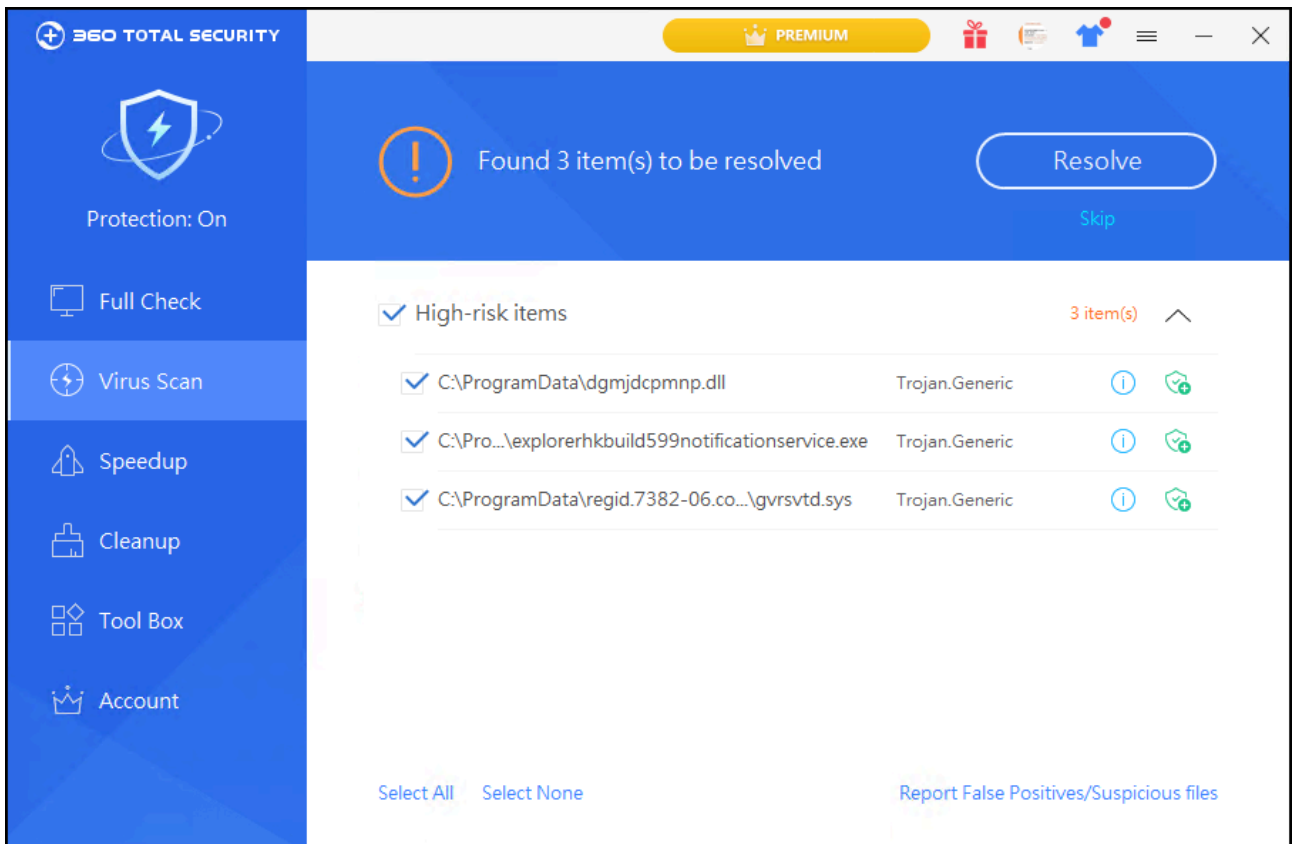 360 TOTAL SECURITY
PREMIUM
Protection: On
Found 3 item(s) to be resolved
Resolve
Skip
Full Check
Virus Scan
Speedup
Cleanup
Tool Box
Account
High-risk items 3 item(s)
C:\ProgramData\dgmjdcpmnp.dll Trojan.Generic
C:\Pro...\explorerhkbuild599notificationservice.exe Trojan.Generic
C:\ProgramData\regid.7382-06.co...\gvrsvtd.sys Trojan.Generic
Select All Select None Report False Positives/Suspicious files